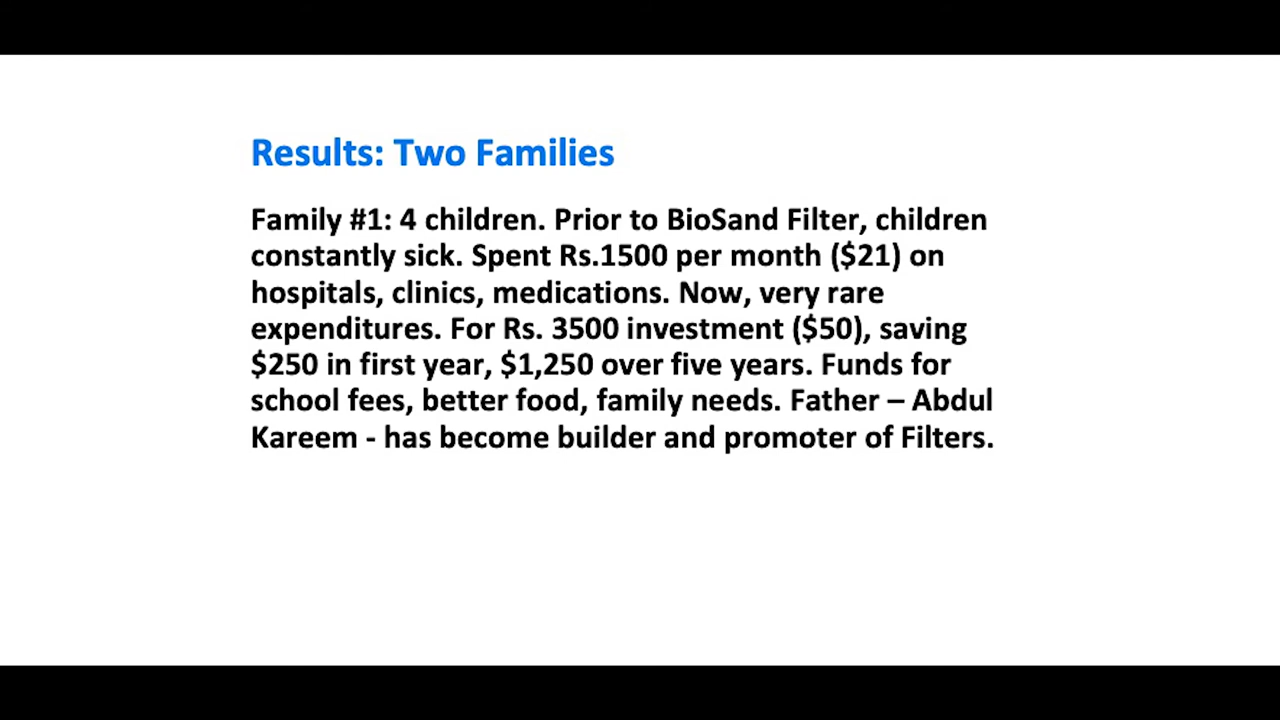 Results: Two Families
Family #1: 4 children. Prior to BioSand Filter, children
constantly sick. Spent Rs.1500 per month ($21) on
hospitals, clinics, medications. Now, very rare
expenditures. For Rs. 3500 investment ($50), saving
$250 in first year, $1,250 over five years. Funds for
school fees, better food, family needs. Father – Abdul
Kareem - has become builder and promoter of Filters.